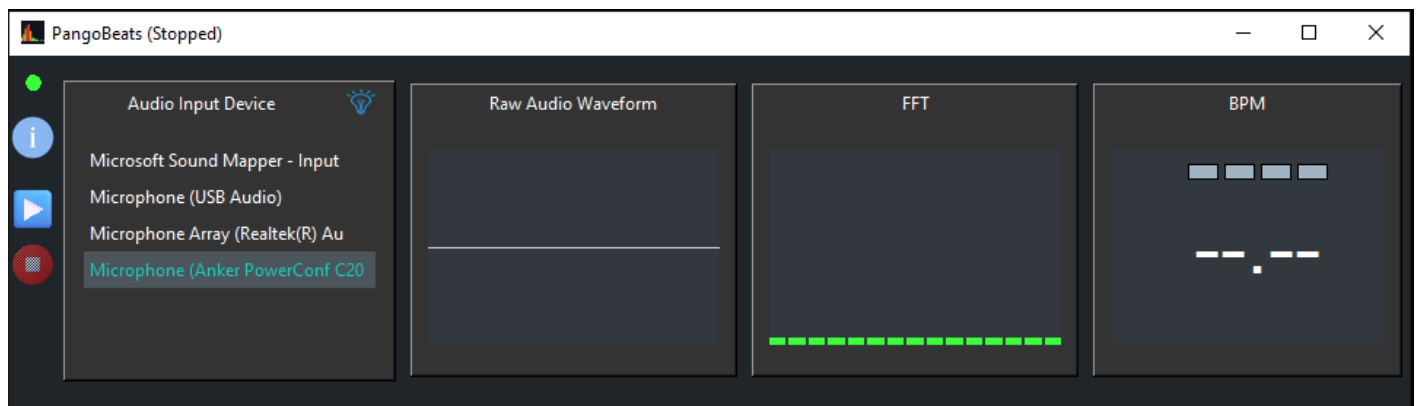 PangoBeats (Stopped)
Audio Input Device
Microsoft Sound Mapper - Input
Microphone (USB Audio)
Microphone Array (Realtek(R) Au
Microphone (Anker PowerConf C20
Raw Audio Waveform
FFT
BPM
--.--